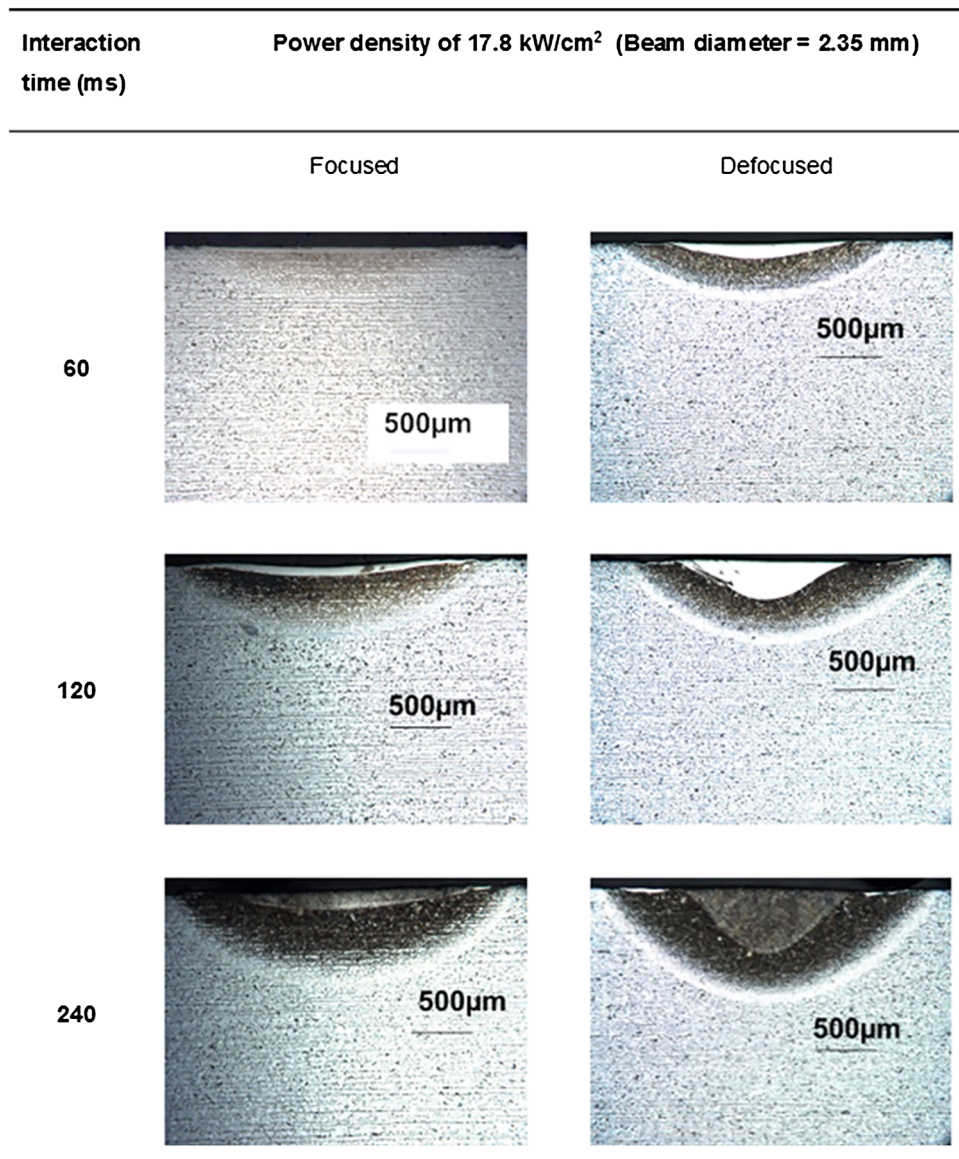 Interaction
time (ms)
Power density of 17.8 kW/cm² (Beam diameter = 2.35 mm)
Focused
Defocused
60
500µm
500µm
120
500µm
500µm
240
500µm
500µm